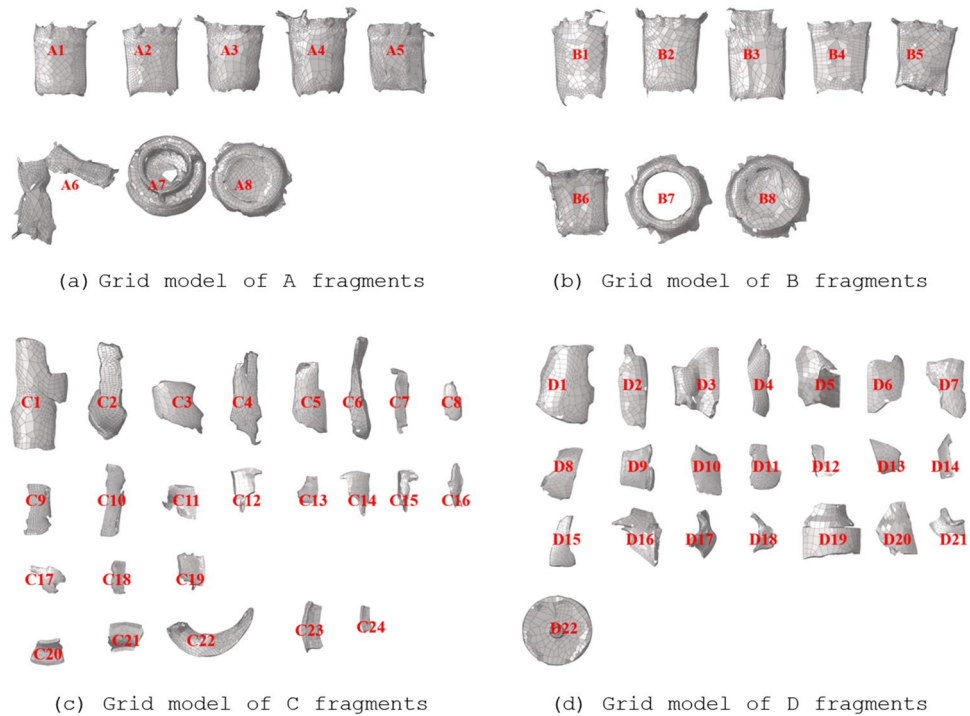 A1 A2 A3 A4 A5
A6 A7 A8
(a) Grid model of A fragments
B1 B2 B3 B4 B5
B6 B7 B8
(b) Grid model of B fragments
C1 C2 C3 C4 C5 C6 C7 C8
C9 C10 C11 C12 C13 C14 C15 C16
C17 C18 C19
C20 C21 C22 C23 C24
(c) Grid model of C fragments
D1 D2 D3 D4 D5 D6 D7
D8 D9 D10 D11 D12 D13 D14
D15 D16 D17 D18 D19 D20 D21
D22
(d) Grid model of D fragments